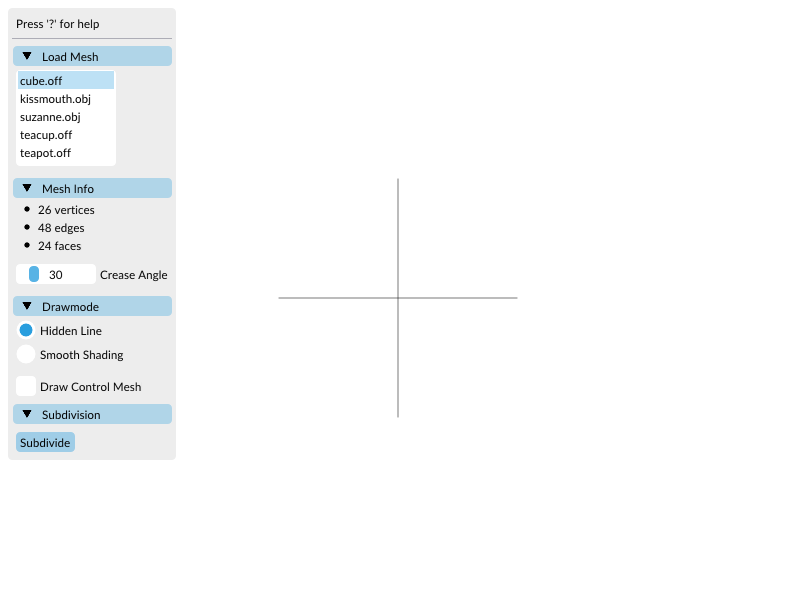 Press '?' for help
Load Mesh
cube.off
kissmouth.obj
suzanne.obj
teacup.off
teapot.off
Mesh Info
26 vertices
48 edges
24 faces
30 Crease Angle
Drawmode
Hidden Line
Smooth Shading
Draw Control Mesh
Subdivision
Subdivide